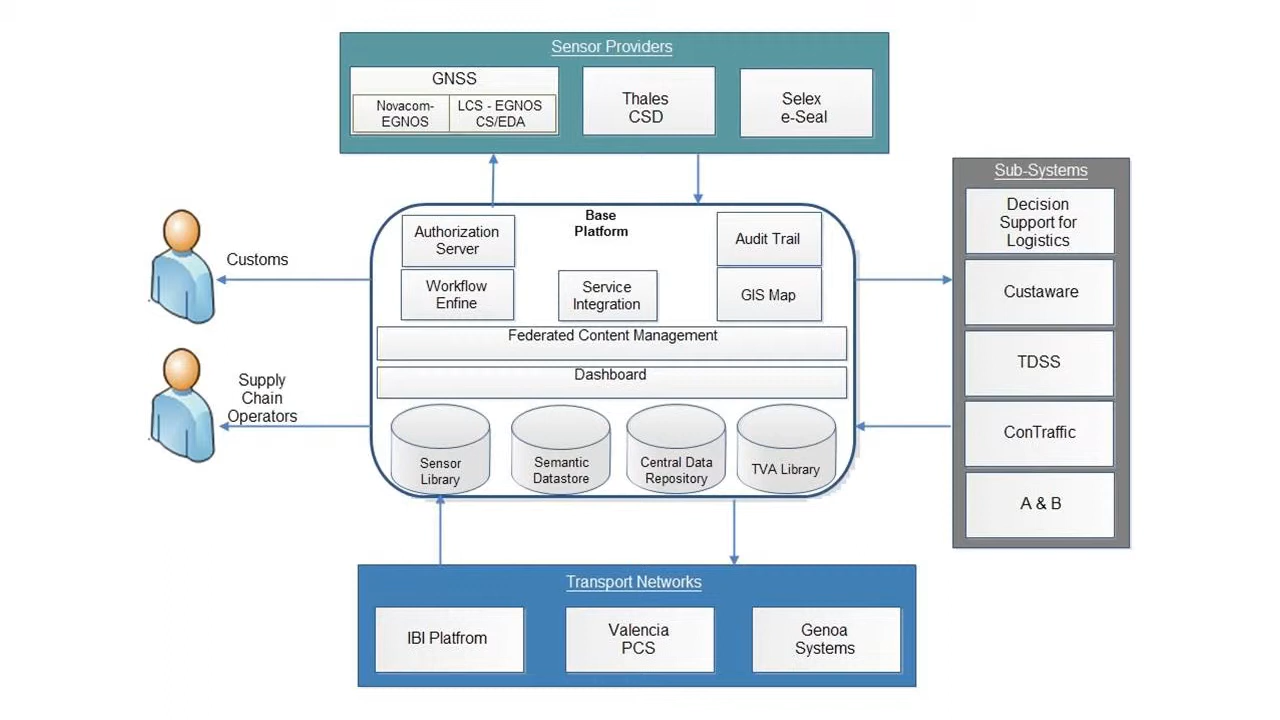 Sensor Providers
GNSS
Novacom-
EGNOS
LCS - EGNOS
CS/EDA
Thales
CSD
Selex
e-Seal
Sub-Systems
Decision
Support for
Logistics
Custaware
TDSS
ConTraffic
A & B
Customs
Supply
Chain
Operators
Base
Platform
Authorization
Server
Audit Trail
Workflow
Enfine
Service
Integration
GIS Map
Federated Content Management
Dashboard
Sensor
Library
Semantic
Datastore
Central Data
Repository
TVA Library
Transport Networks
IBI Platfrom
Valencia
PCS
Genoa
Systems